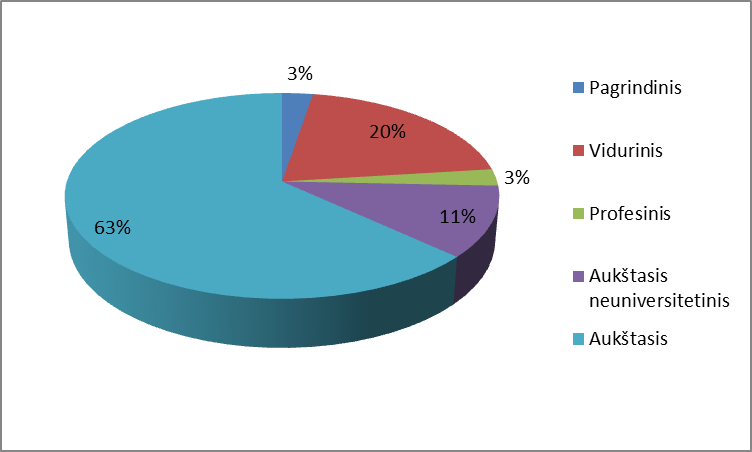 3%
20%
3%
11%
63%
Pagrindinis
Vidurinis
Profesinis
Aukštasis
neuniversitetinis
Aukštasis